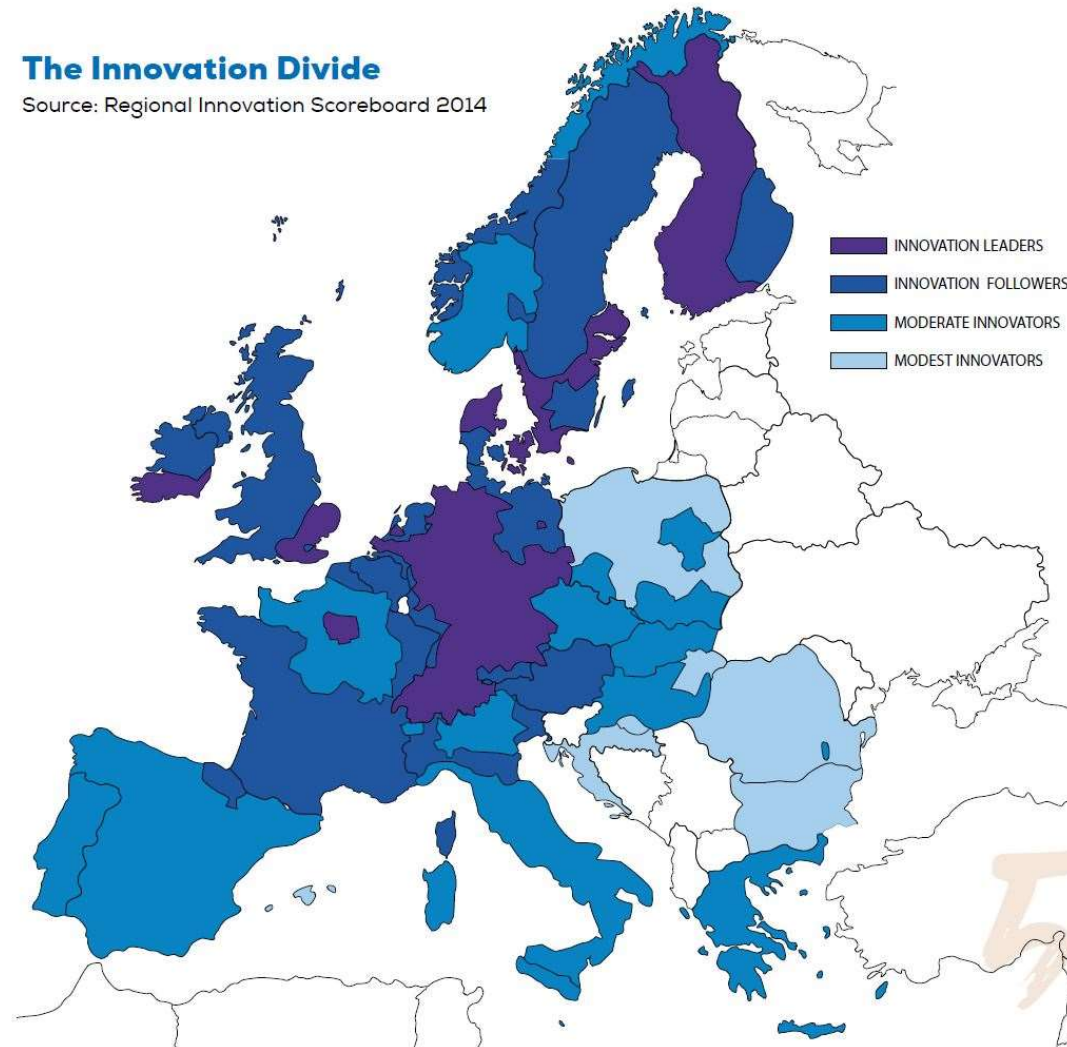 The Innovation Divide
Source: Regional Innovation Scoreboard 2014
INNOVATION LEADERS
INNOVATION FOLLOWERS
MODERATE INNOVATORS
MODEST INNOVATORS